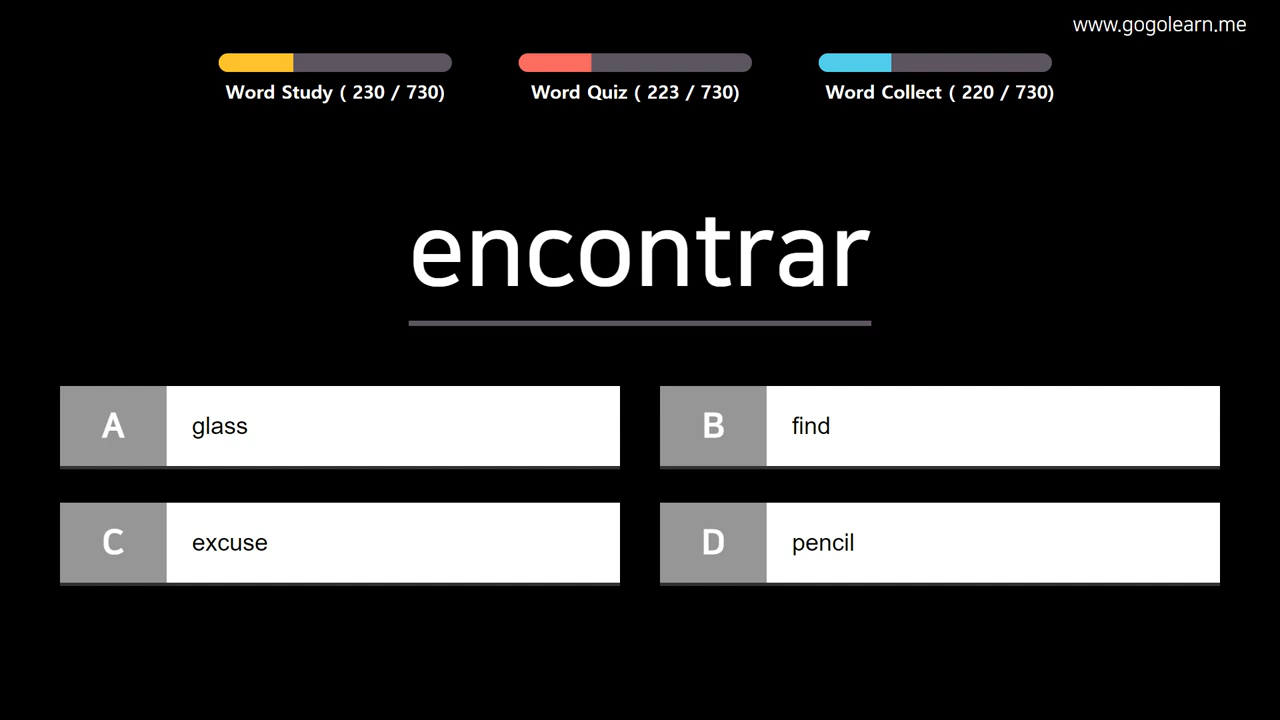 www.gogolearn.me
Word Study ( 230 / 730)
Word Quiz ( 223 / 730)
Word Collect ( 220 / 730)
encontrar
A glass
B find
C excuse
D pencil